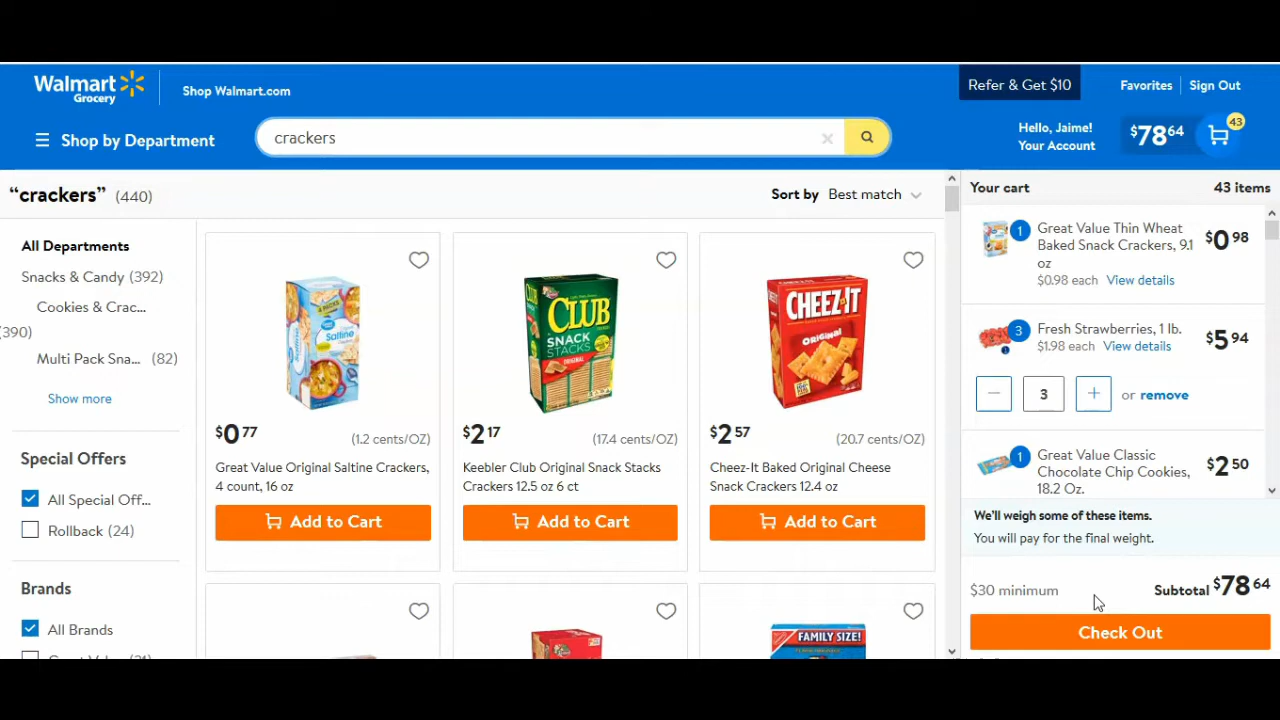 Walmart
Grocery
Shop Walmart.com
Refer & Get $10
Favorites
Sign Out
Shop by Department
crackers
Hello, Jaime!
Your Account
$78 64
43
“crackers” (440)
Sort by Best match
Your cart
43 items
All Departments
Snacks & Candy (392)
Cookies & Crac...
(390)
Multi Pack Sna... (82)
Show more
Special Offers
All Special Off...
Rollback (24)
Brands
All Brands
Saltine
$0 77
(1.2 cents/OZ)
Great Value Original Saltine Crackers,
4 count, 16 oz
Add to Cart
CLUB
CLUB
SNACK
STACKS
ORIGINAL
$2 17
(17.4 cents/OZ)
Keebler Club Original Snack Stacks
Crackers 12.5 oz 6 ct
Add to Cart
CHEEZ-IT
ORIGINAL
$2 57
(20.7 cents/OZ)
Cheez-It Baked Original Cheese
Snack Crackers 12.4 oz
Add to Cart
FAMILY SIZE!
1
Great Value Thin Wheat
Baked Snack Crackers, 9.1
oz
$0.98 each View details
$0 98
3
Fresh Strawberries, 1 lb.
$1.98 each View details
$5 94
− 3 + or remove
1
Great Value Classic
Chocolate Chip Cookies,
18.2 Oz.
$2 50
We'll weigh some of these items.
You will pay for the final weight.
$30 minimum
Subtotal $78 64
Check Out